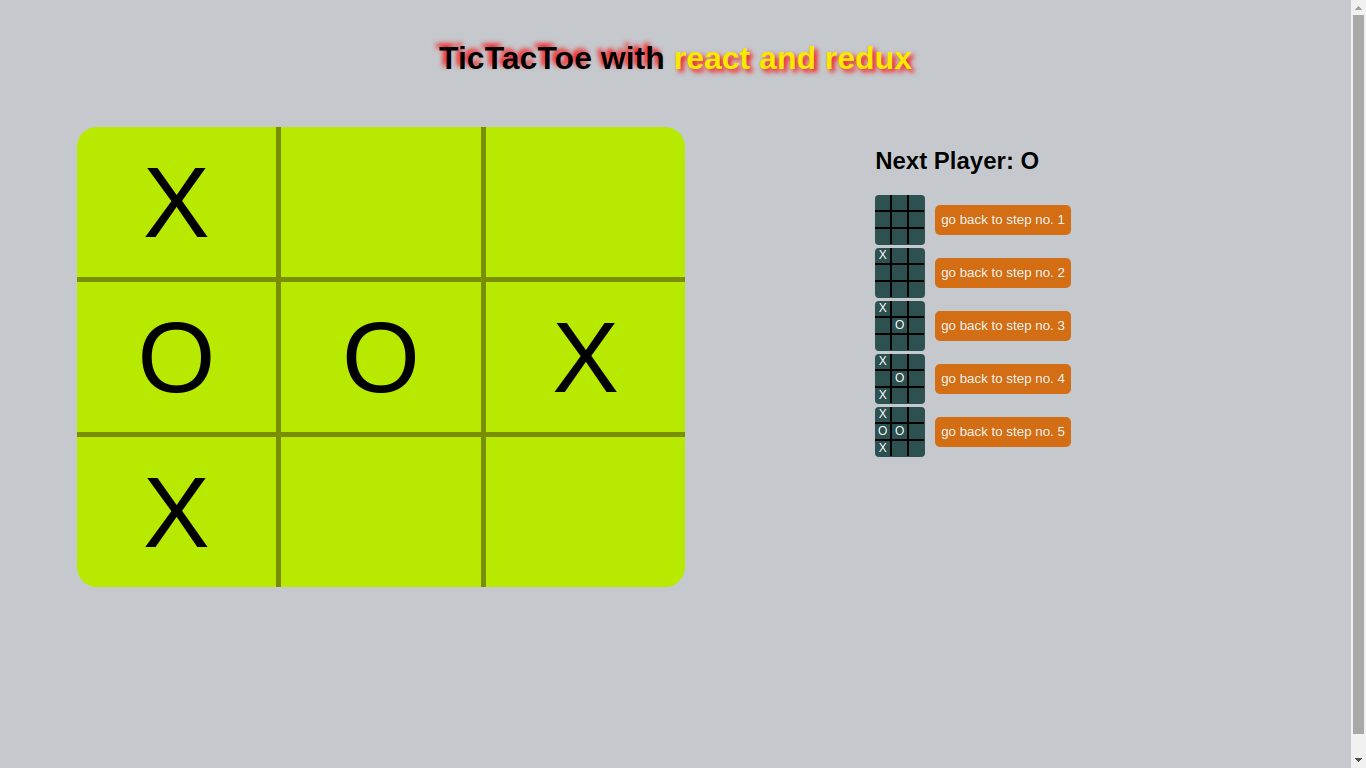 TicTacToe with react and redux
X
O O X
X
Next Player: O
go back to step no. 1
X
go back to step no. 2
X
O
go back to step no. 3
X
O
X
go back to step no. 4
X
O O
X
go back to step no. 5